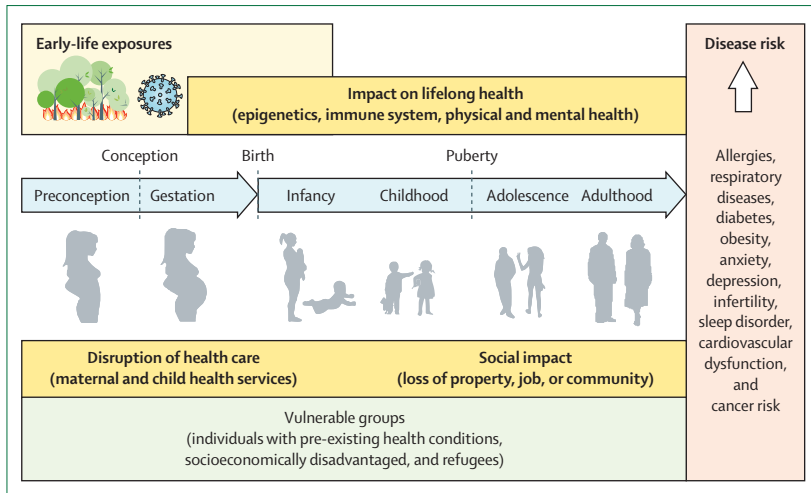 Early-life exposures
Impact on lifelong health
(epigenetics, immune system, physical and mental health)
Conception
Birth
Puberty
Preconception
Gestation
Infancy
Childhood
Adolescence
Adulthood
Disruption of health care
(maternal and child health services)
Social impact
(loss of property, job, or community)
Vulnerable groups
(individuals with pre-existing health conditions,
socioeconomically disadvantaged, and refugees)
Disease risk
Allergies,
respiratory
diseases,
diabetes,
obesity,
anxiety,
depression,
infertility,
sleep disorder,
cardiovascular
dysfunction,
and
cancer risk